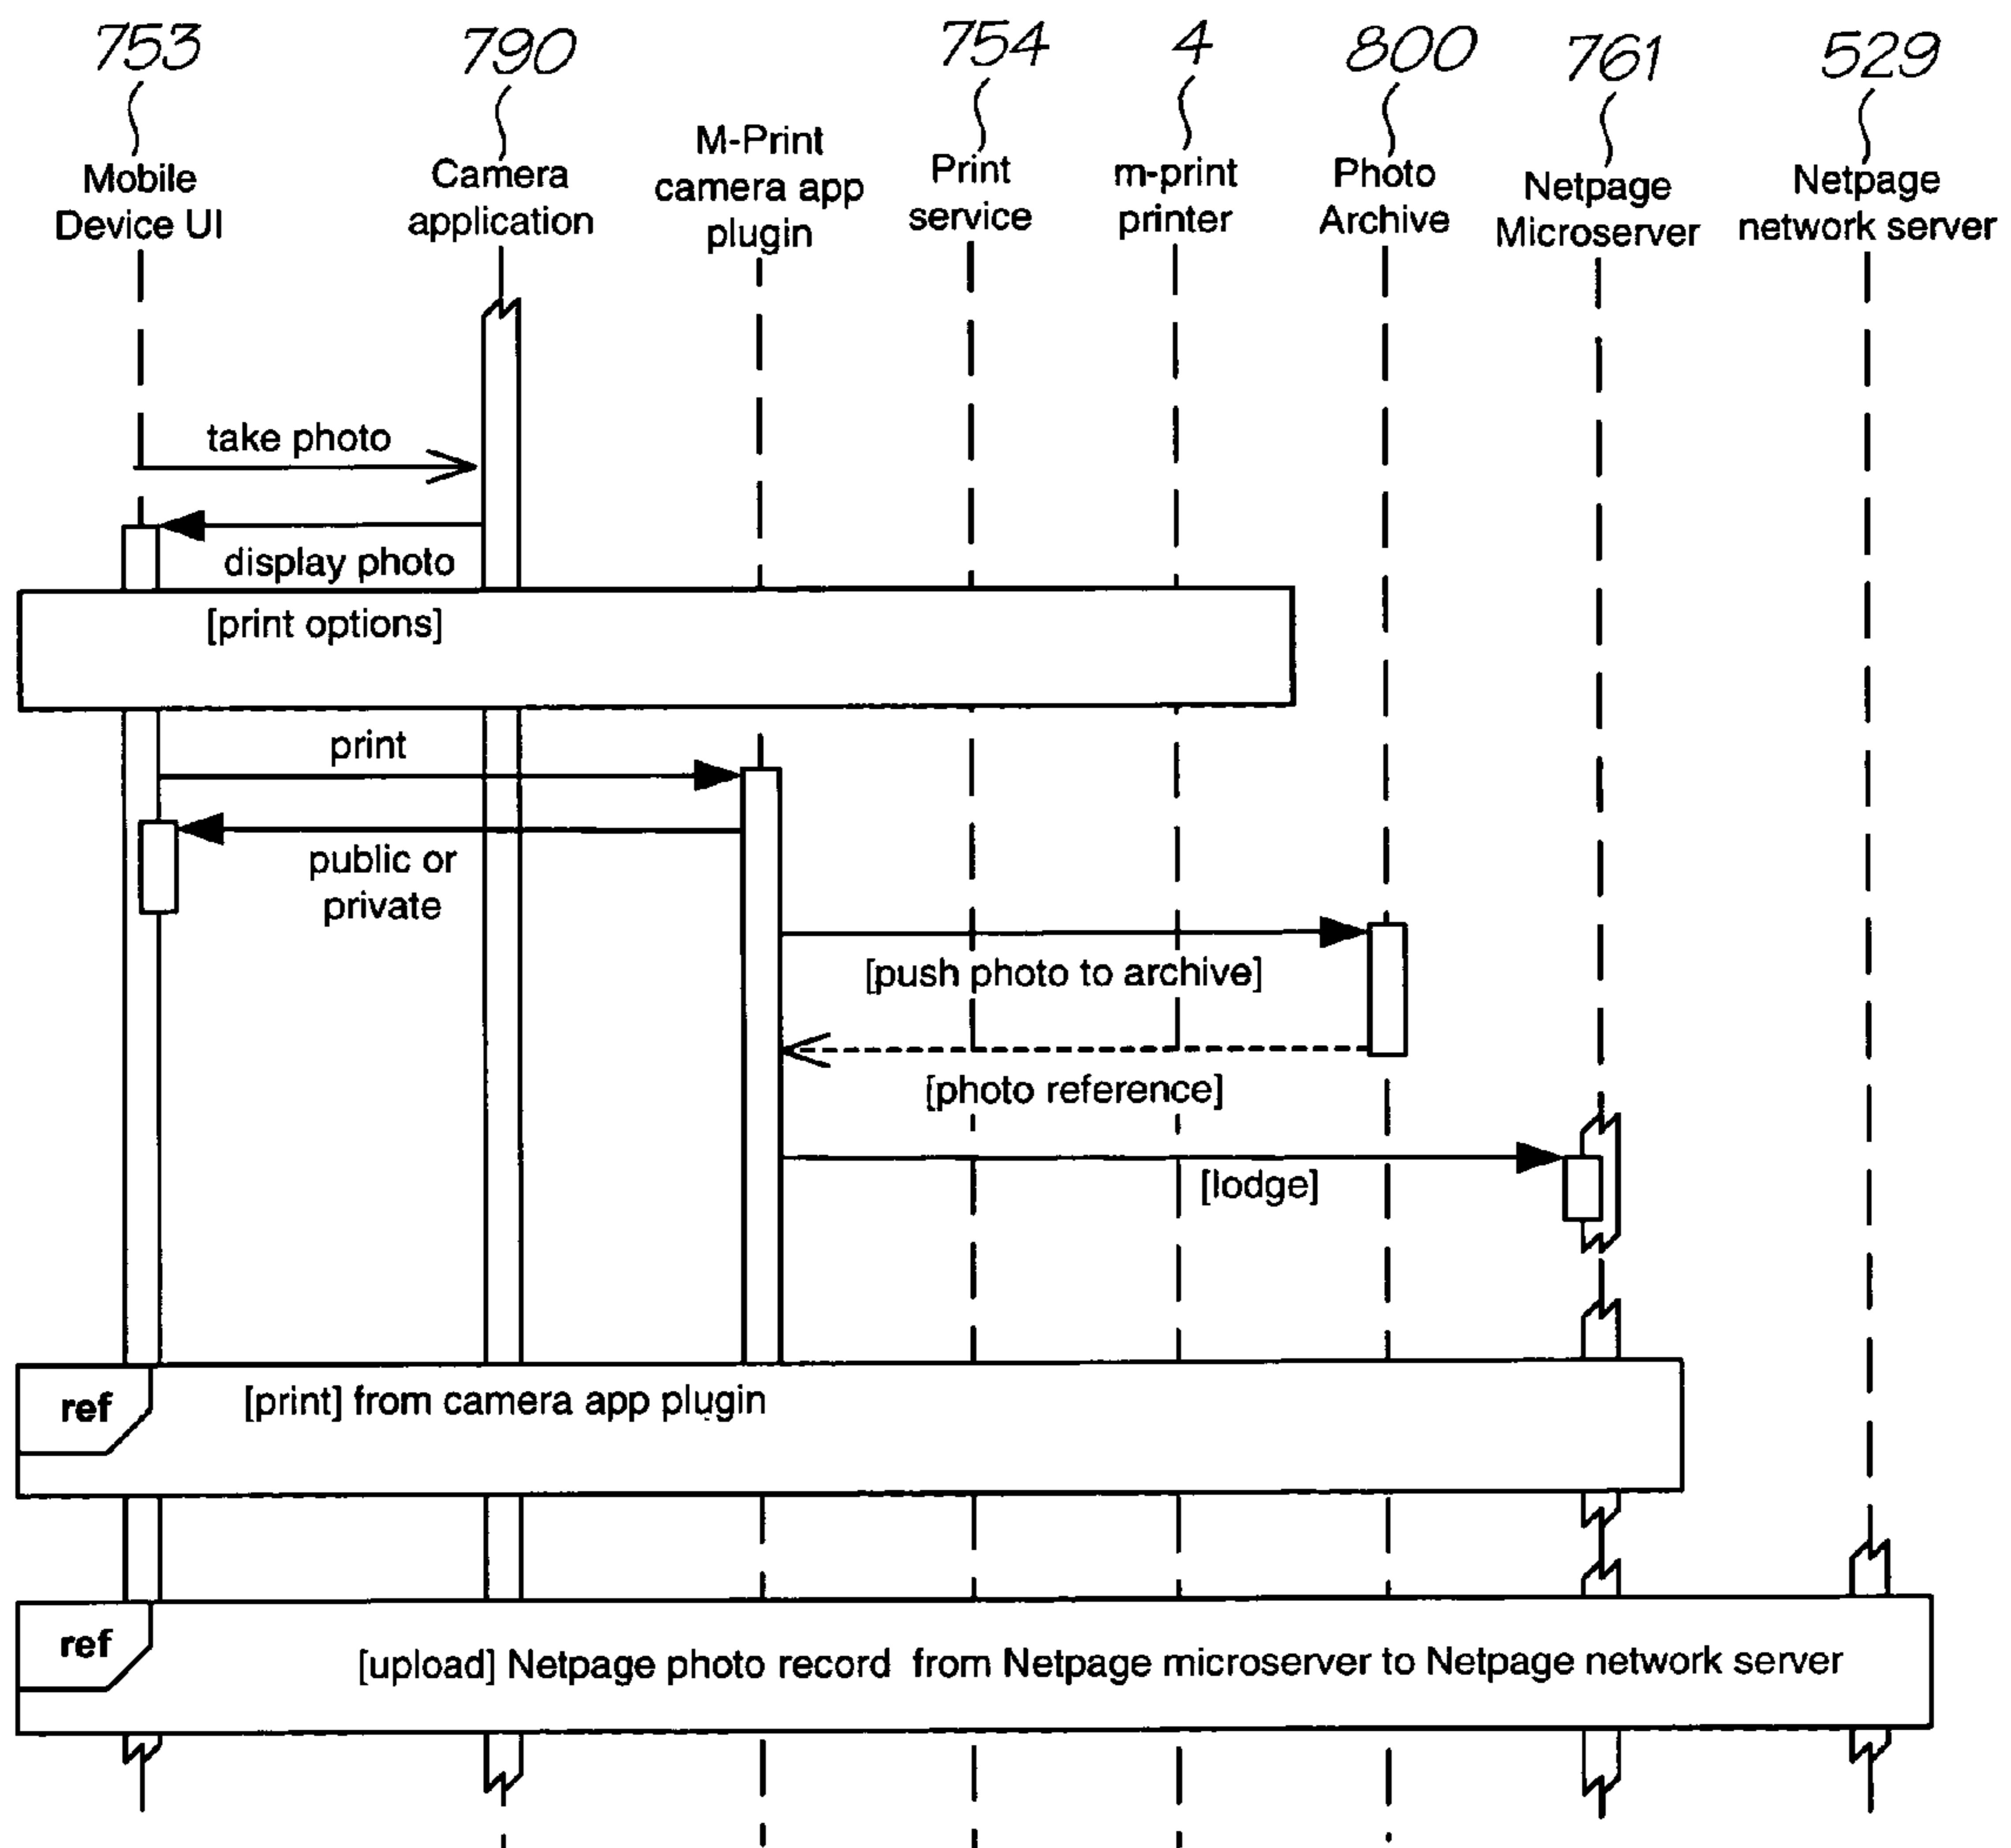 753
790
754
4
800
761
529
Mobile
Device UI
Camera
application
M-Print
camera app
plugin
Print
service
m-print
printer
Photo
Archive
Netpage
Microserver
Netpage
network server
take photo
display photo
[print options]
print
public or
private
[push photo to archive]
[photo reference]
[lodge]
ref
[print] from camera app plugin
ref
[upload] Netpage photo record from Netpage microserver to Netpage network server